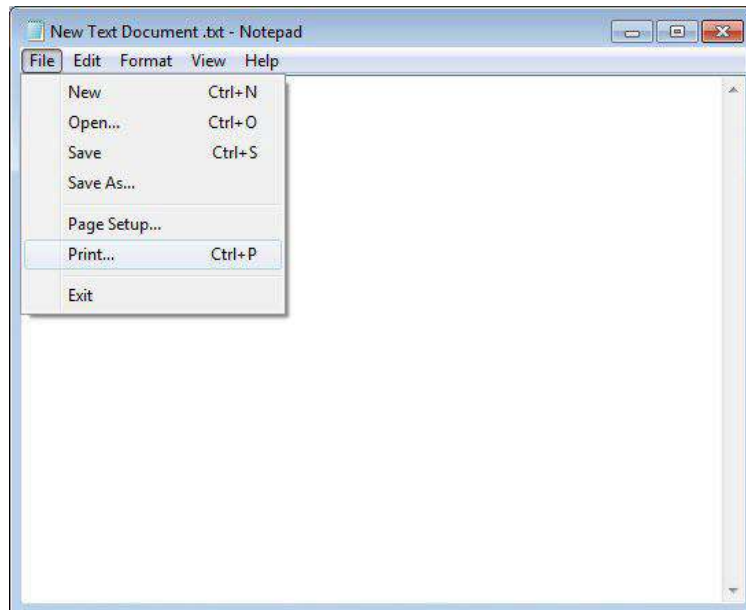 New Text Document .txt - Notepad
File Edit Format View Help
New Ctrl+N
Open... Ctrl+O
Save Ctrl+S
Save As...
Page Setup...
Print... Ctrl+P
Exit